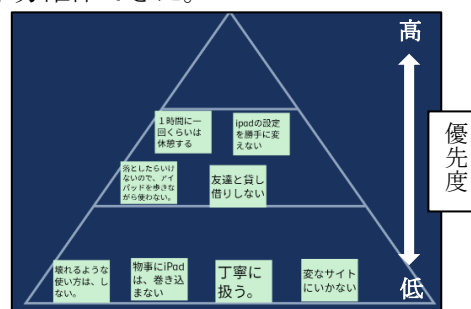 できた。
高
１時間に一
回くらいは
休憩する
ipadの設定
を勝手に変
えない
落としたらいけ
ないので、アイ
パッドを歩きな
がら使わない。
友達と貸し
借りしない
優先度
壊れるような
使い方は、し
ない。
物事にiPad
は、巻き込
まない
丁寧に
扱う。
変なサイト
にいかない
低